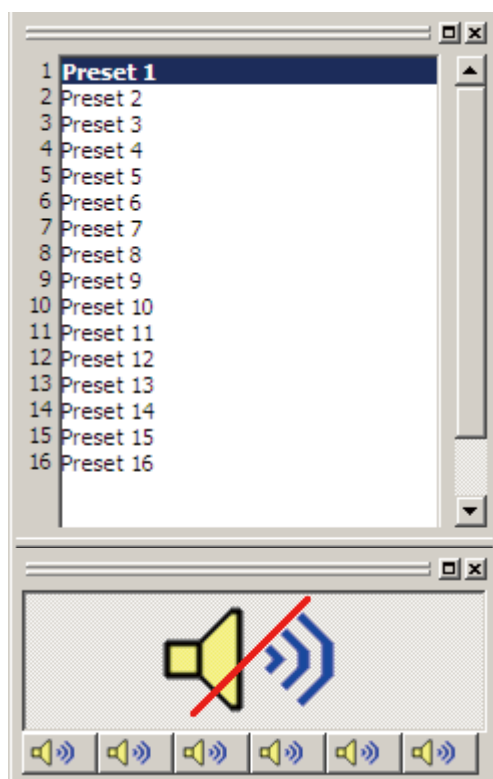 1 Preset 1
2 Preset 2
3 Preset 3
4 Preset 4
5 Preset 5
6 Preset 6
7 Preset 7
8 Preset 8
9 Preset 9
10 Preset 10
11 Preset 11
12 Preset 12
13 Preset 13
14 Preset 14
15 Preset 15
16 Preset 16